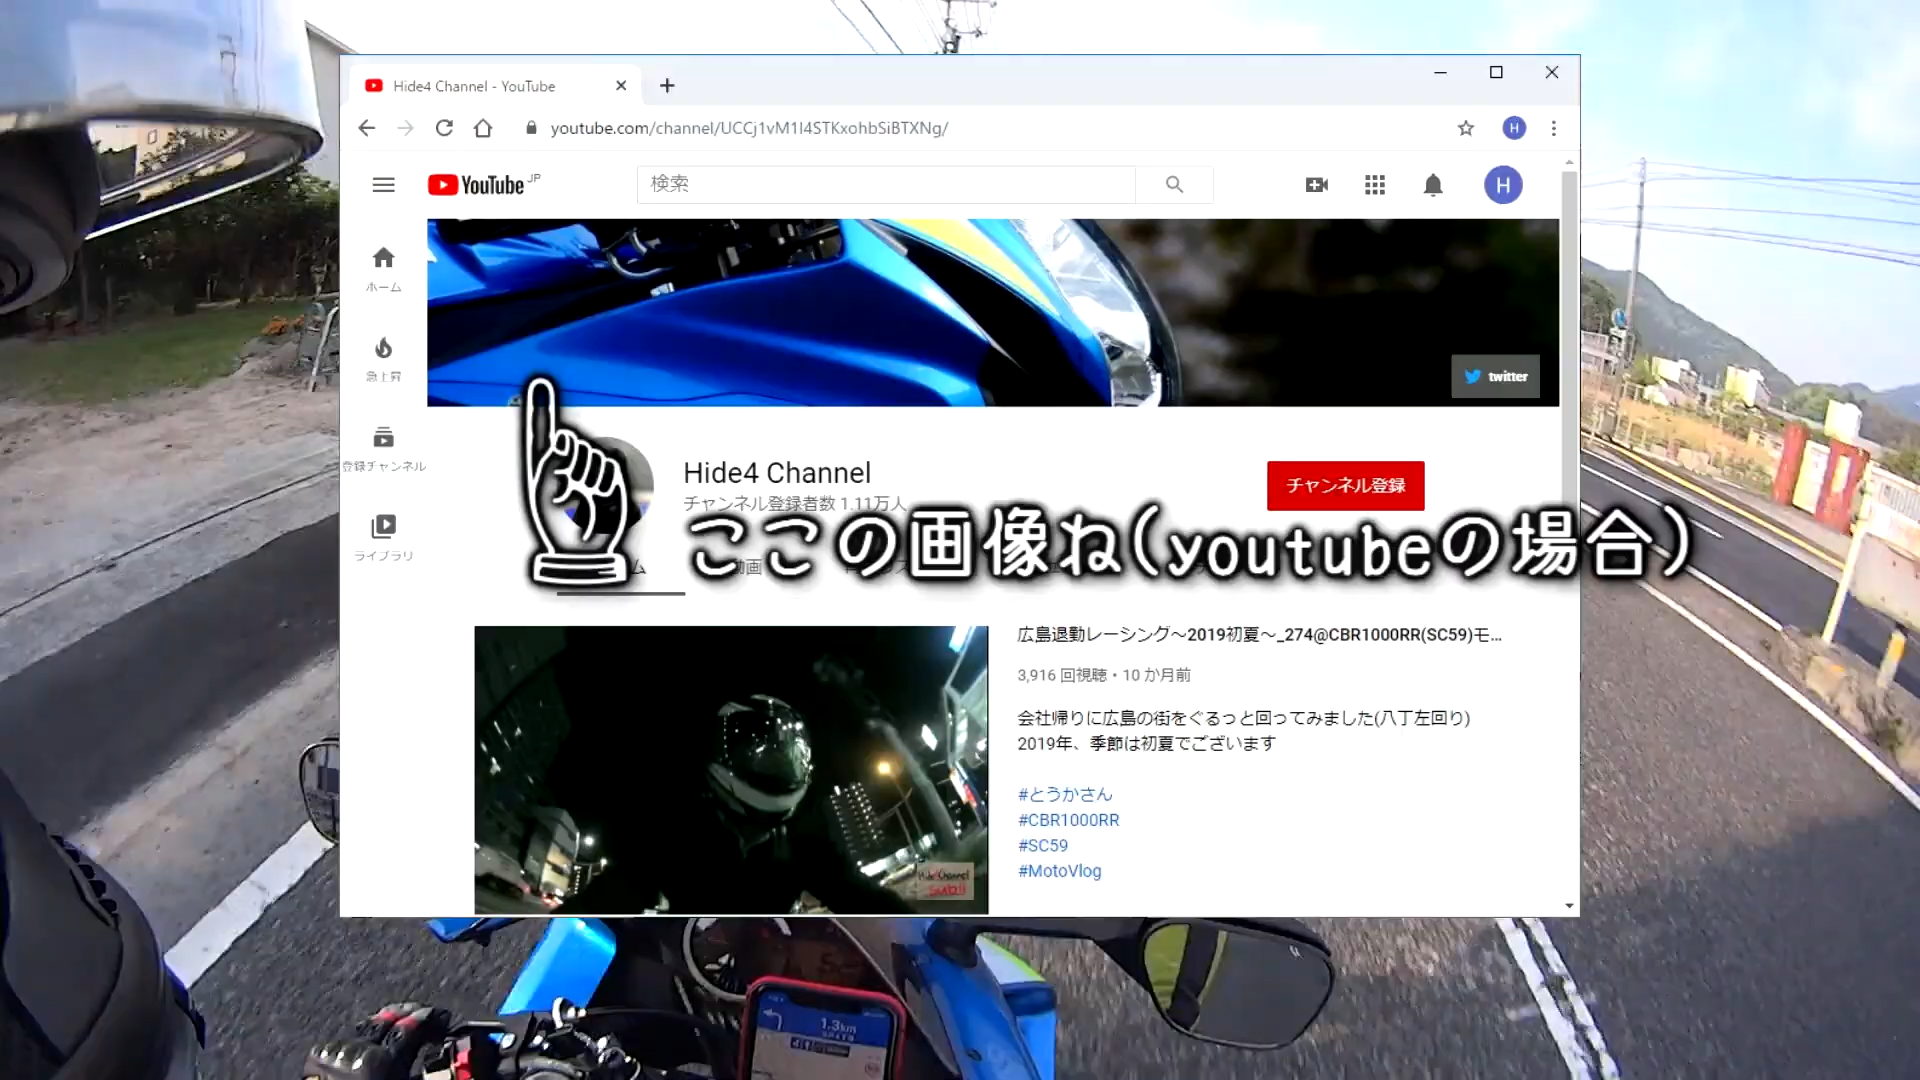 Hide4 Channel - YouTube
youtube.com/channel/UCCj1vM1I4STKxohbSiBTXNg/
YouTube JP
検索
H
H
ホーム
急上昇
登録チャンネル
ライブラリ
twitter
Hide4 Channel
チャンネル登録者数 1.11万人
チャンネル登録
ここの画像ね(youtubeの場合)
広島退勤レーシング～2019初夏～_274@CBR1000RR(SC59)モ...
3,916 回視聴・10 か月前
会社帰りに広島の街をぐるっと回ってみました(八丁左回り)
2019年、季節は初夏でございます
#とうかさん
#CBR1000RR
#SC59
#MotoVlog
Hide4Channel
1.3km